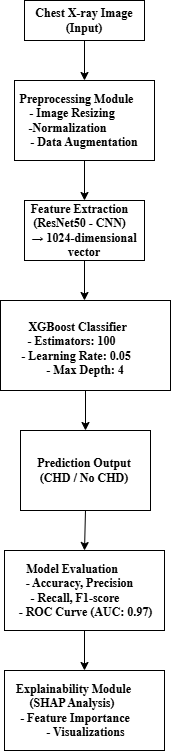 Chest X-ray Image
(Input)
Preprocessing Module
- Image Resizing
-Normalization
- Data Augmentation
Feature Extraction
(ResNet50 - CNN)
→ 1024-dimensional
vector
XGBoost Classifier
- Estimators: 100
- Learning Rate: 0.05
- Max Depth: 4
Prediction Output
(CHD / No CHD)
Model Evaluation
- Accuracy, Precision
- Recall, F1-score
- ROC Curve (AUC: 0.97)
Explainability Module
(SHAP Analysis)
- Feature Importance
- Visualizations